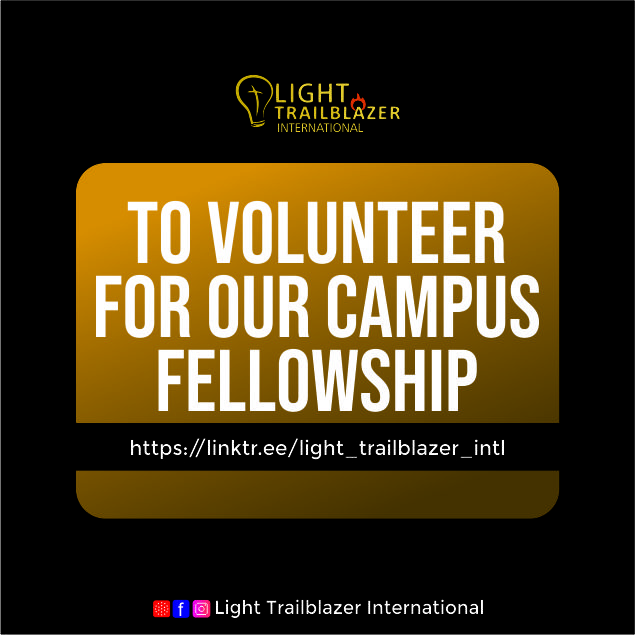 LIGHT
TRAILBLAZER
INTERNATIONAL
TO VOLUNTEER
FOR OUR CAMPUS
FELLOWSHIP
https://linktr.ee/light_trailblazer_intl
Light Trailblazer International